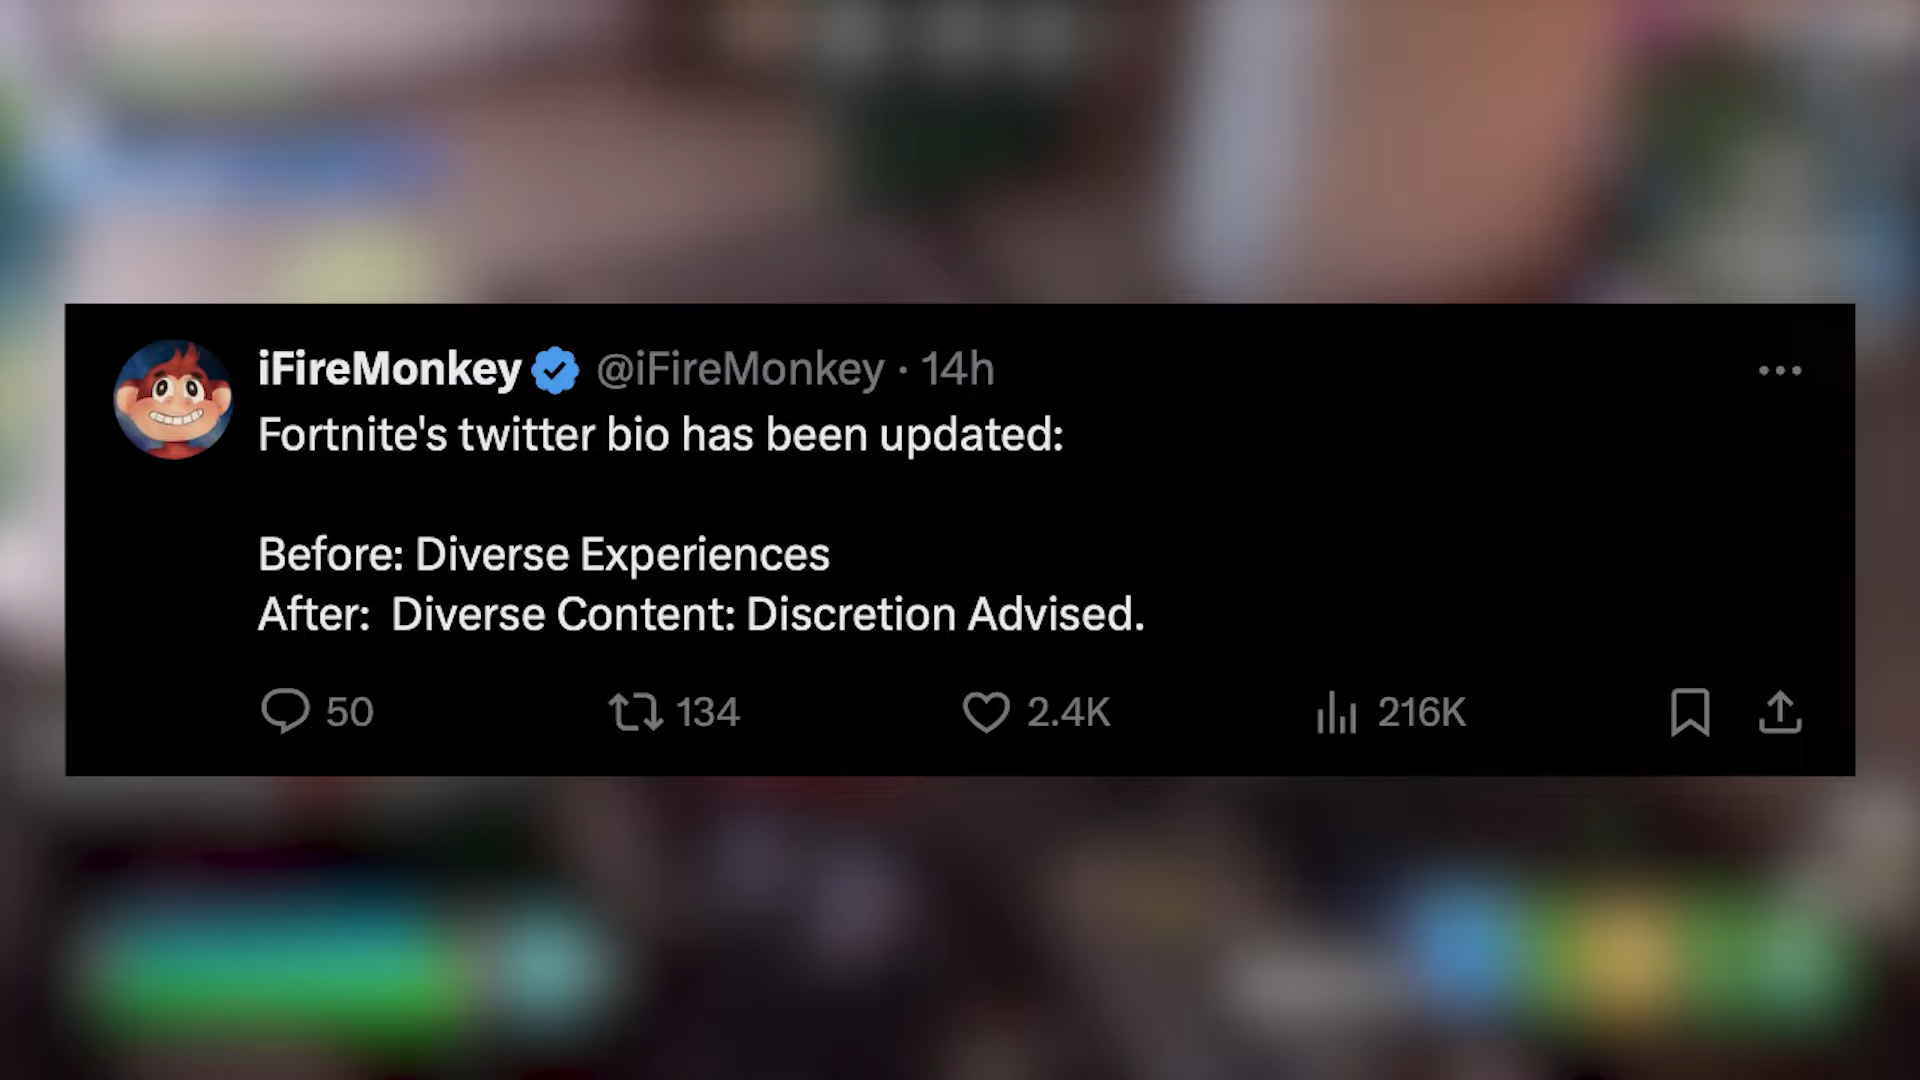 iFireMonkey @iFireMonkey · 14h
Fortnite's twitter bio has been updated:
Before: Diverse Experiences
After: Diverse Content: Discretion Advised.
50 134 2.4K 216K